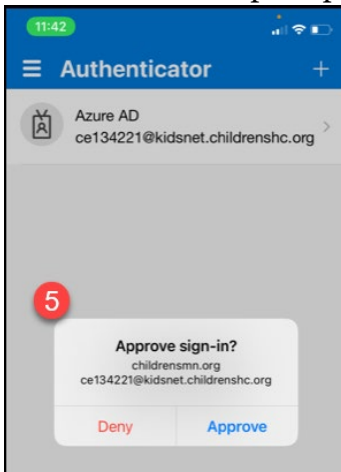 11:42
Authenticator
Azure AD
ce134221@kidsnet.childrenshc.org
5
Approve sign-in?
childrensmn.org
ce134221@kidsnet.childrenshc.org
Deny Approve